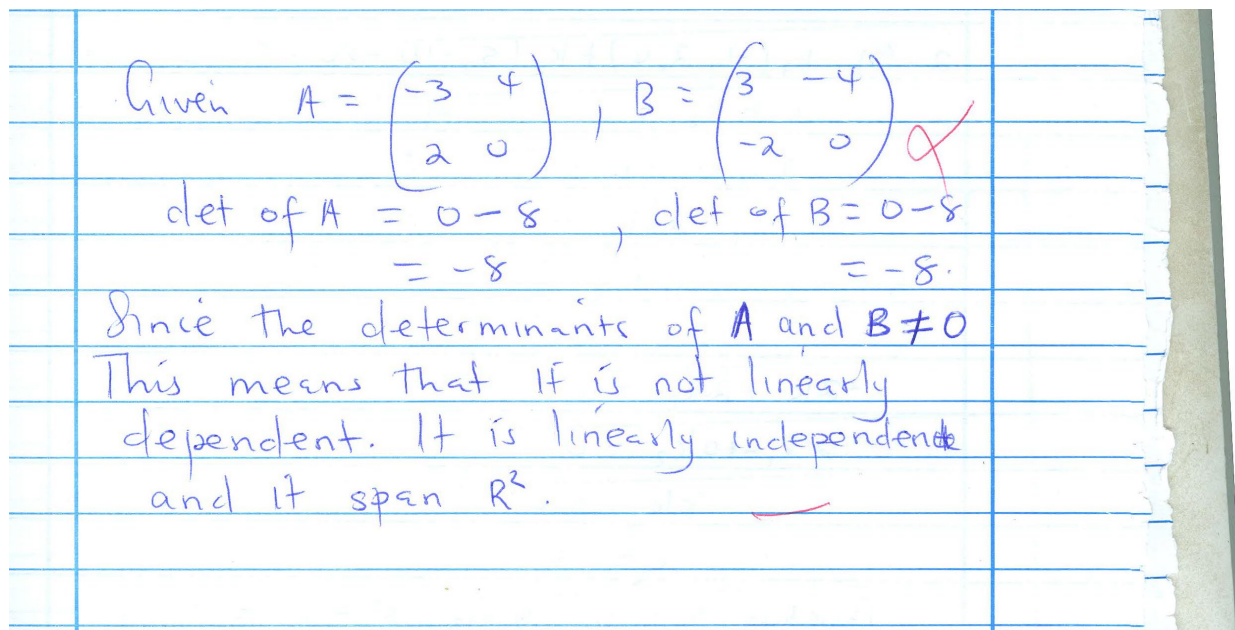 Given A = (-3 4 2 0), B = (3 -4 -2 0)
det of A = 0-8, det of B = 0-8
= -8 = -8.
Since the determinants of A and B ≠ 0
This means that it is not linearly
dependent. It is linearly independent
and it span R².